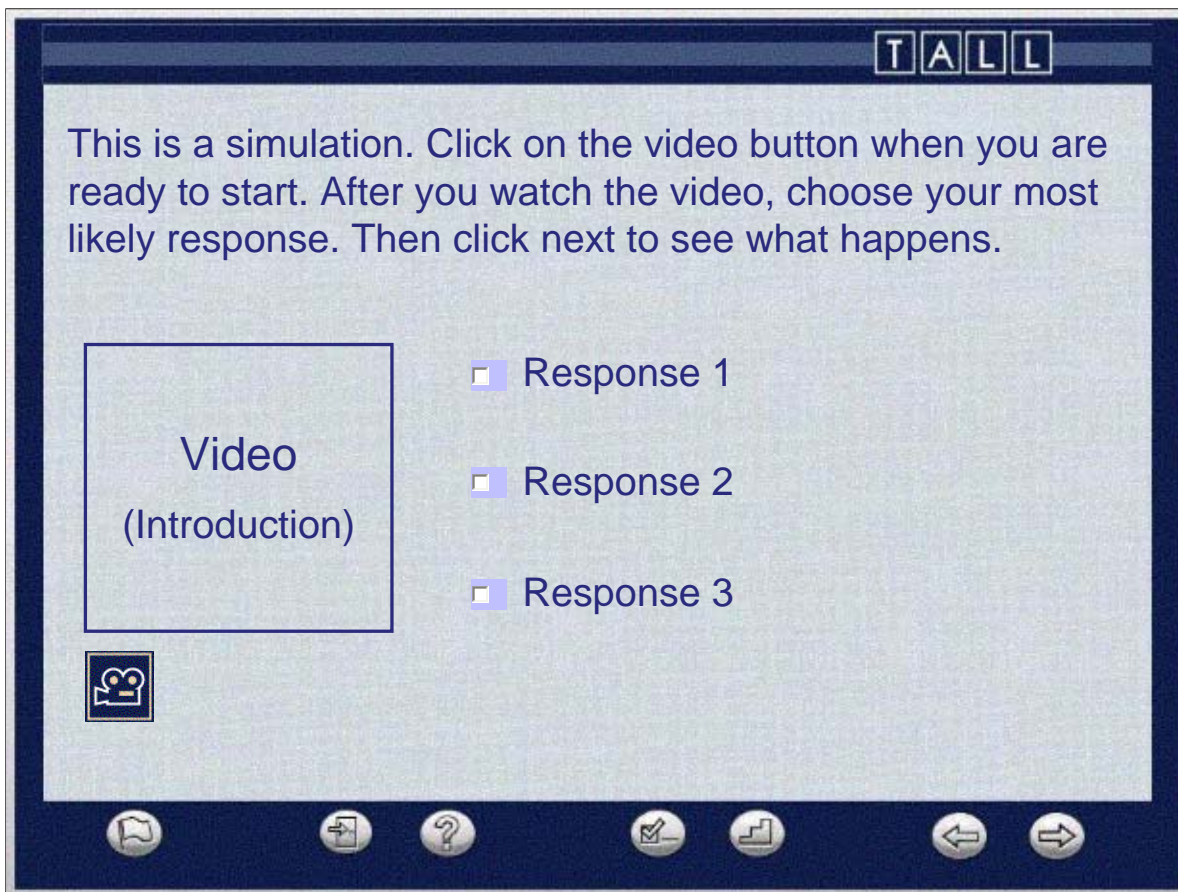 TALL
This is a simulation. Click on the video button when you are
ready to start. After you watch the video, choose your most
likely response. Then click next to see what happens.
Video
(Introduction)
Response 1
Response 2
Response 3
?